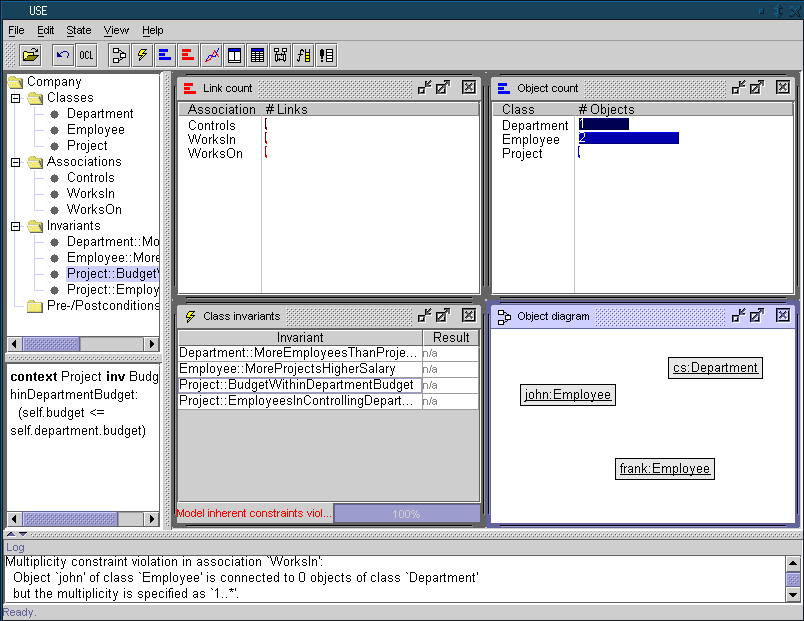 USE
File Edit State View Help
OCL
Company
Classes
Department
Employee
Project
Associations
Controls
WorksIn
WorksOn
Invariants
Department::Mo
Employee::More
Project::Budget
Project::Employ
Pre-/Postconditions
context Project inv Budg
hinDepartmentBudget:
(self.budget <=
self.department.budget)
Link count
Association # Links
Controls
WorksIn
WorksOn
Object count
Class # Objects
Department 1
Employee 2
Project
Class invariants
Invariant Result
Department::MoreEmployeesThanProje... n/a
Employee::MoreProjectsHigherSalary n/a
Project::BudgetWithinDepartmentBudget n/a
Project::EmployeesInControllingDepart... n/a
Model inherent constraints viol... 100%
Object diagram
cs:Department
john:Employee
frank:Employee
Log
Multiplicity constraint violation in association `WorksIn':
Object `john' of class `Employee' is connected to 0 objects of class `Department'
but the multiplicity is specified as `1..*'.
Ready.